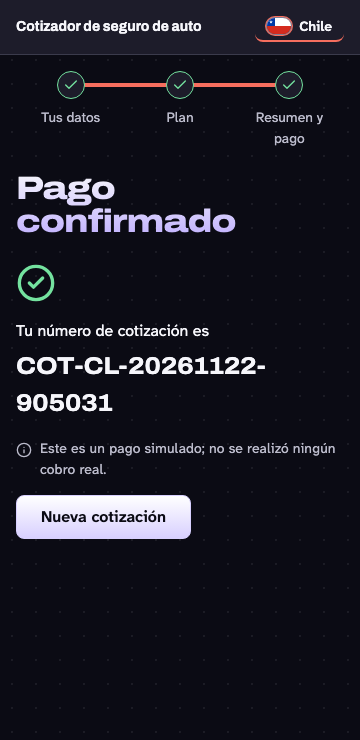 Cotizador de seguro de auto
Chile
Tus datos
Plan
Resumen y
pago
Pago
confirmado
Tu número de cotización es
COT-CL-20261122-
905031
Este es un pago simulado; no se realizó ningún
cobro real.
Nueva cotización